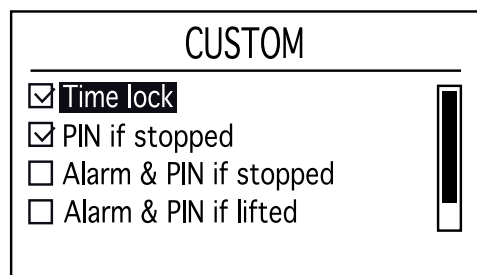 CUSTOM
Time lock
PIN if stopped
Alarm & PIN if stopped
Alarm & PIN if lifted